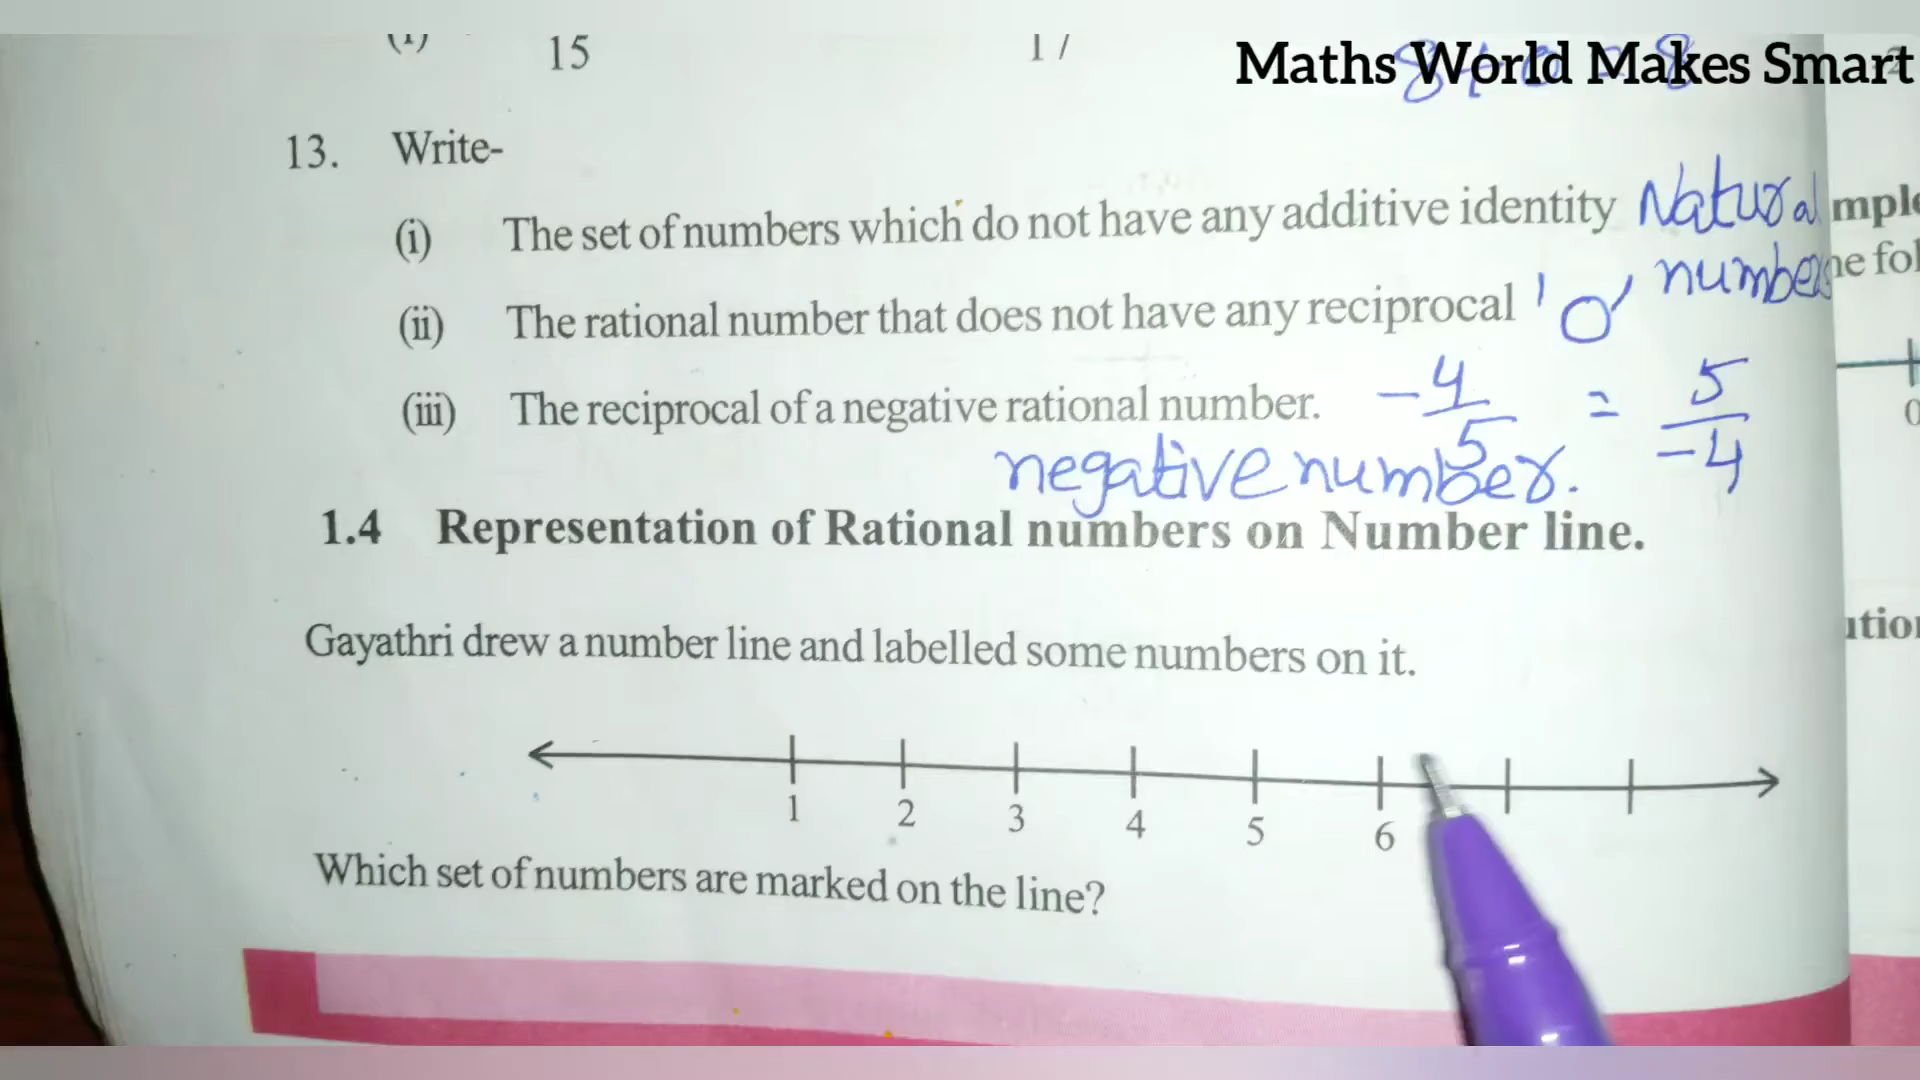 (i) 15 17
Maths World Makes Smart
8+0=8
13. Write-
(i) The set of numbers which do not have any additive identity Natural
numbers
(ii) The rational number that does not have any reciprocal '0'
(iii) The reciprocal of a negative rational number. -4/5 = 5/-4
negative number.
1.4 Representation of Rational numbers on Number line.
Gayathri drew a number line and labelled some numbers on it.
1 2 3 4 5 6
Which set of numbers are marked on the line?